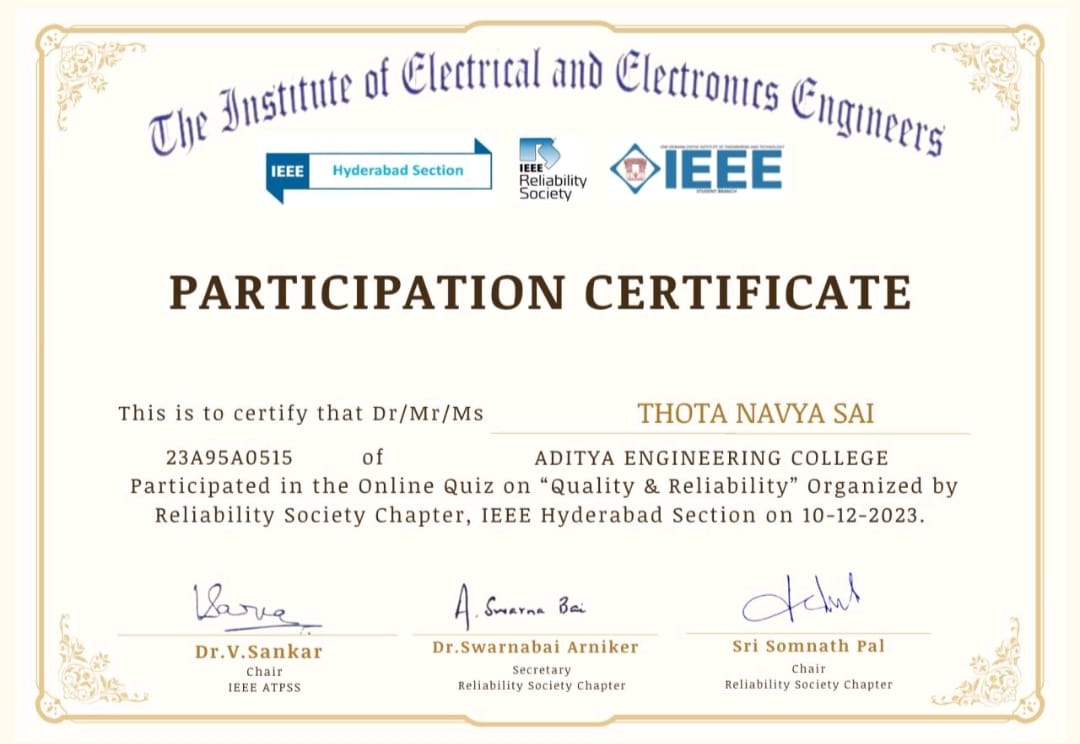 The Institute of Electrical and Electronics Engineers
IEEE Hyderabad Section
IEEE
Reliability
Society
IEEE
STUDENT BRANCH
PARTICIPATION CERTIFICATE
This is to certify that Dr/Mr/Ms THOTA NAVYA SAI
23A95A0515 of ADITYA ENGINEERING COLLEGE
Participated in the Online Quiz on “Quality & Reliability” Organized by
Reliability Society Chapter, IEEE Hyderabad Section on 10-12-2023.
A. Swarna Bai
Dr.V.Sankar
Chair
IEEE ATPSS
Dr.Swarnabai Arniker
Secretary
Reliability Society Chapter
Sri Somnath Pal
Chair
Reliability Society Chapter